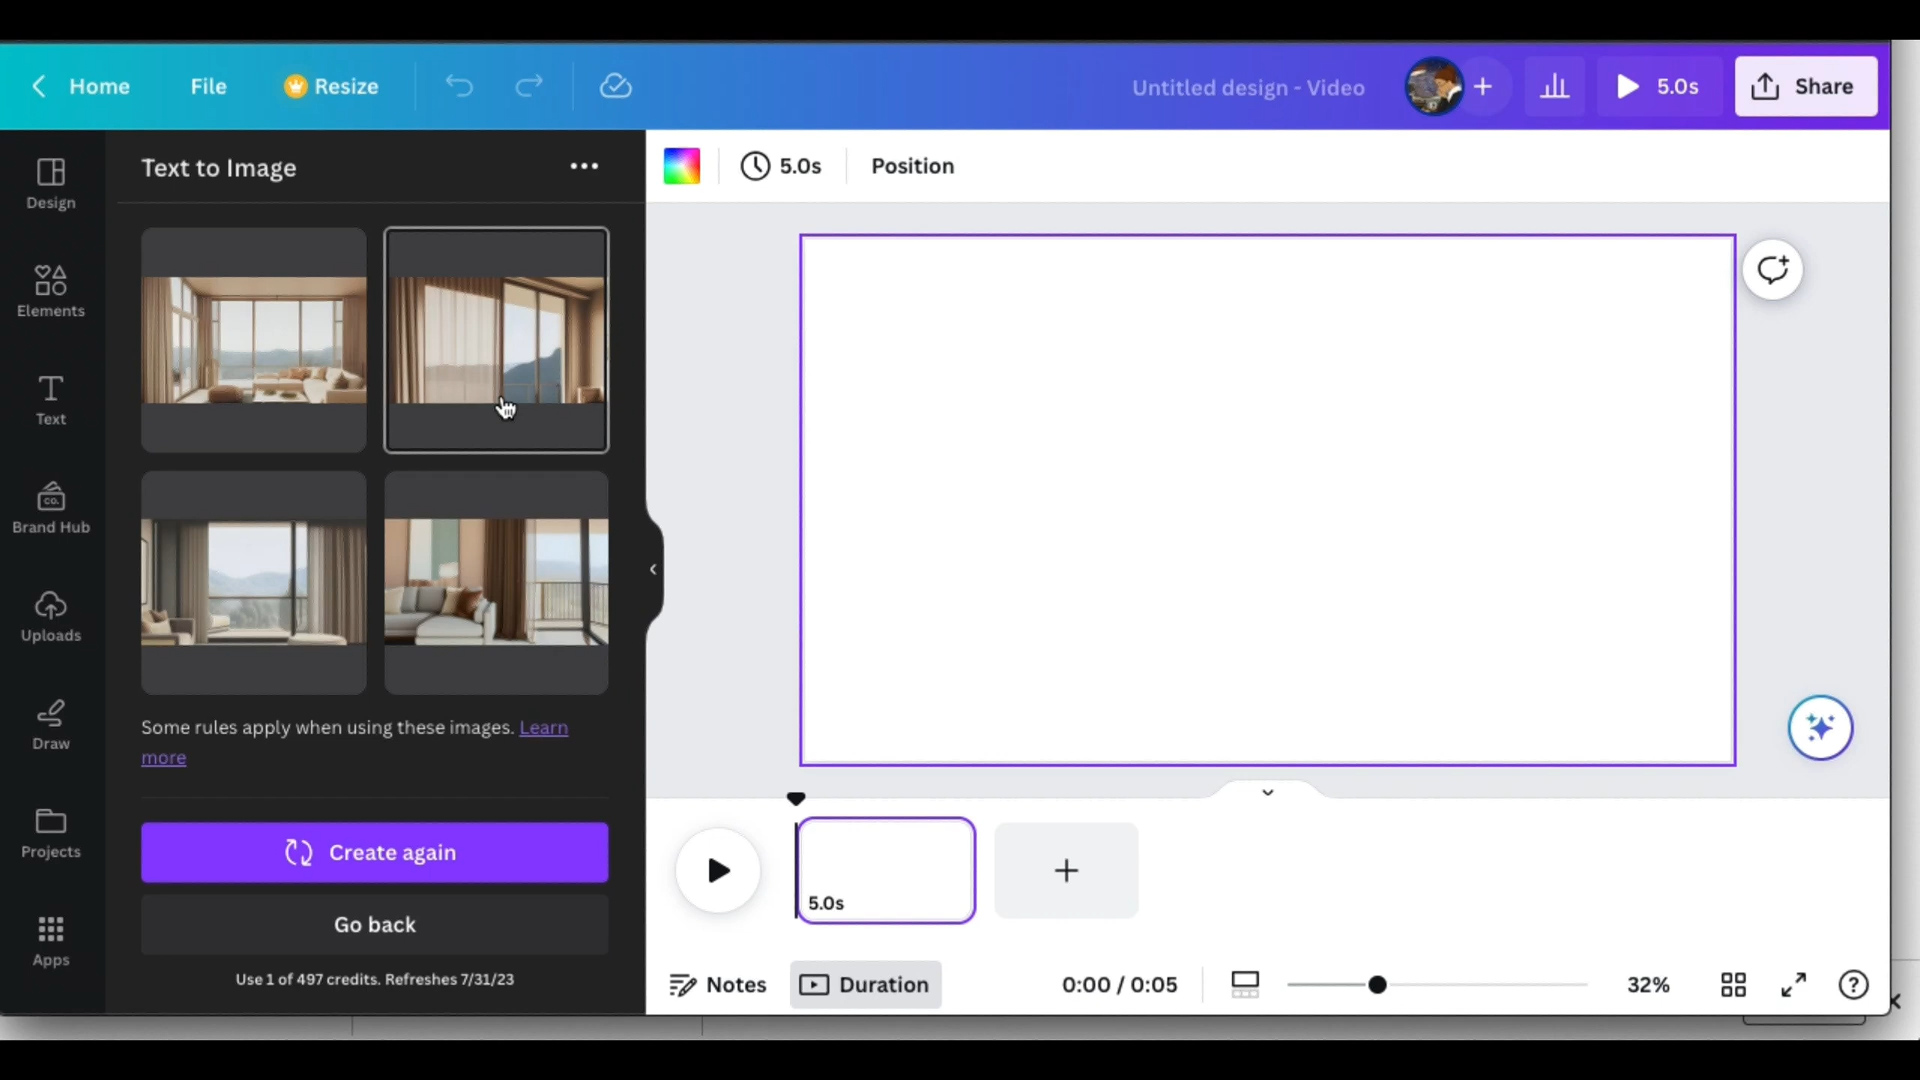 Home
File
Resize
Untitled design - Video
5.0s
Share
Design
Elements
Text
CO.
Brand Hub
Uploads
Draw
Projects
Apps
Text to Image
Some rules apply when using these images. Learn
more
Create again
Go back
Use 1 of 497 credits. Refreshes 7/31/23
5.0s
Position
5.0s
Notes
Duration
0:00 / 0:05
32%